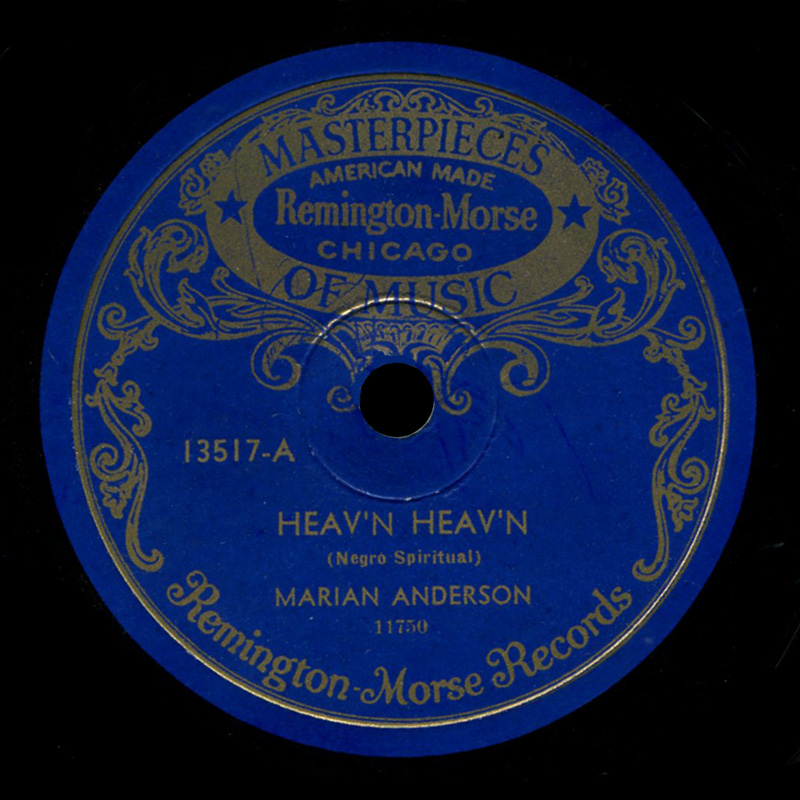 MASTERPIECES
AMERICAN MADE
Remington-Morse
CHICAGO
OF MUSIC
13517-A
HEAV'N HEAV'N
(Negro Spiritual)
MARIAN ANDERSON
11750
Remington-Morse Records